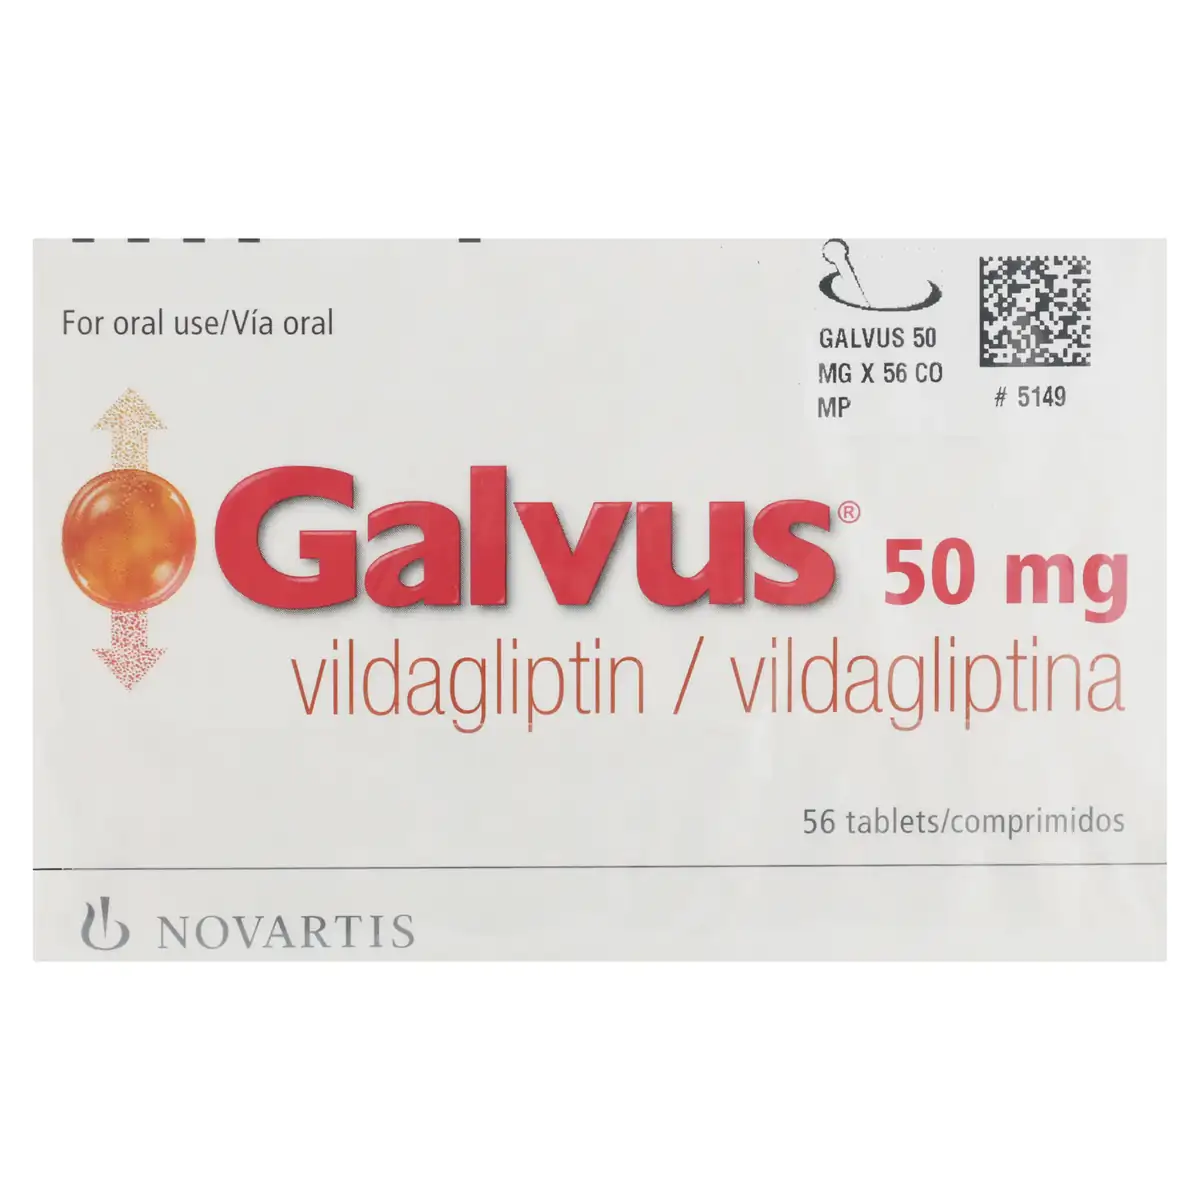 For oral use/Vía oral
GALVUS 50
MG X 56 CO
MP
# 5149
Galvus® 50 mg
vildagliptin / vildagliptina
56 tablets/comprimidos
NOVARTIS